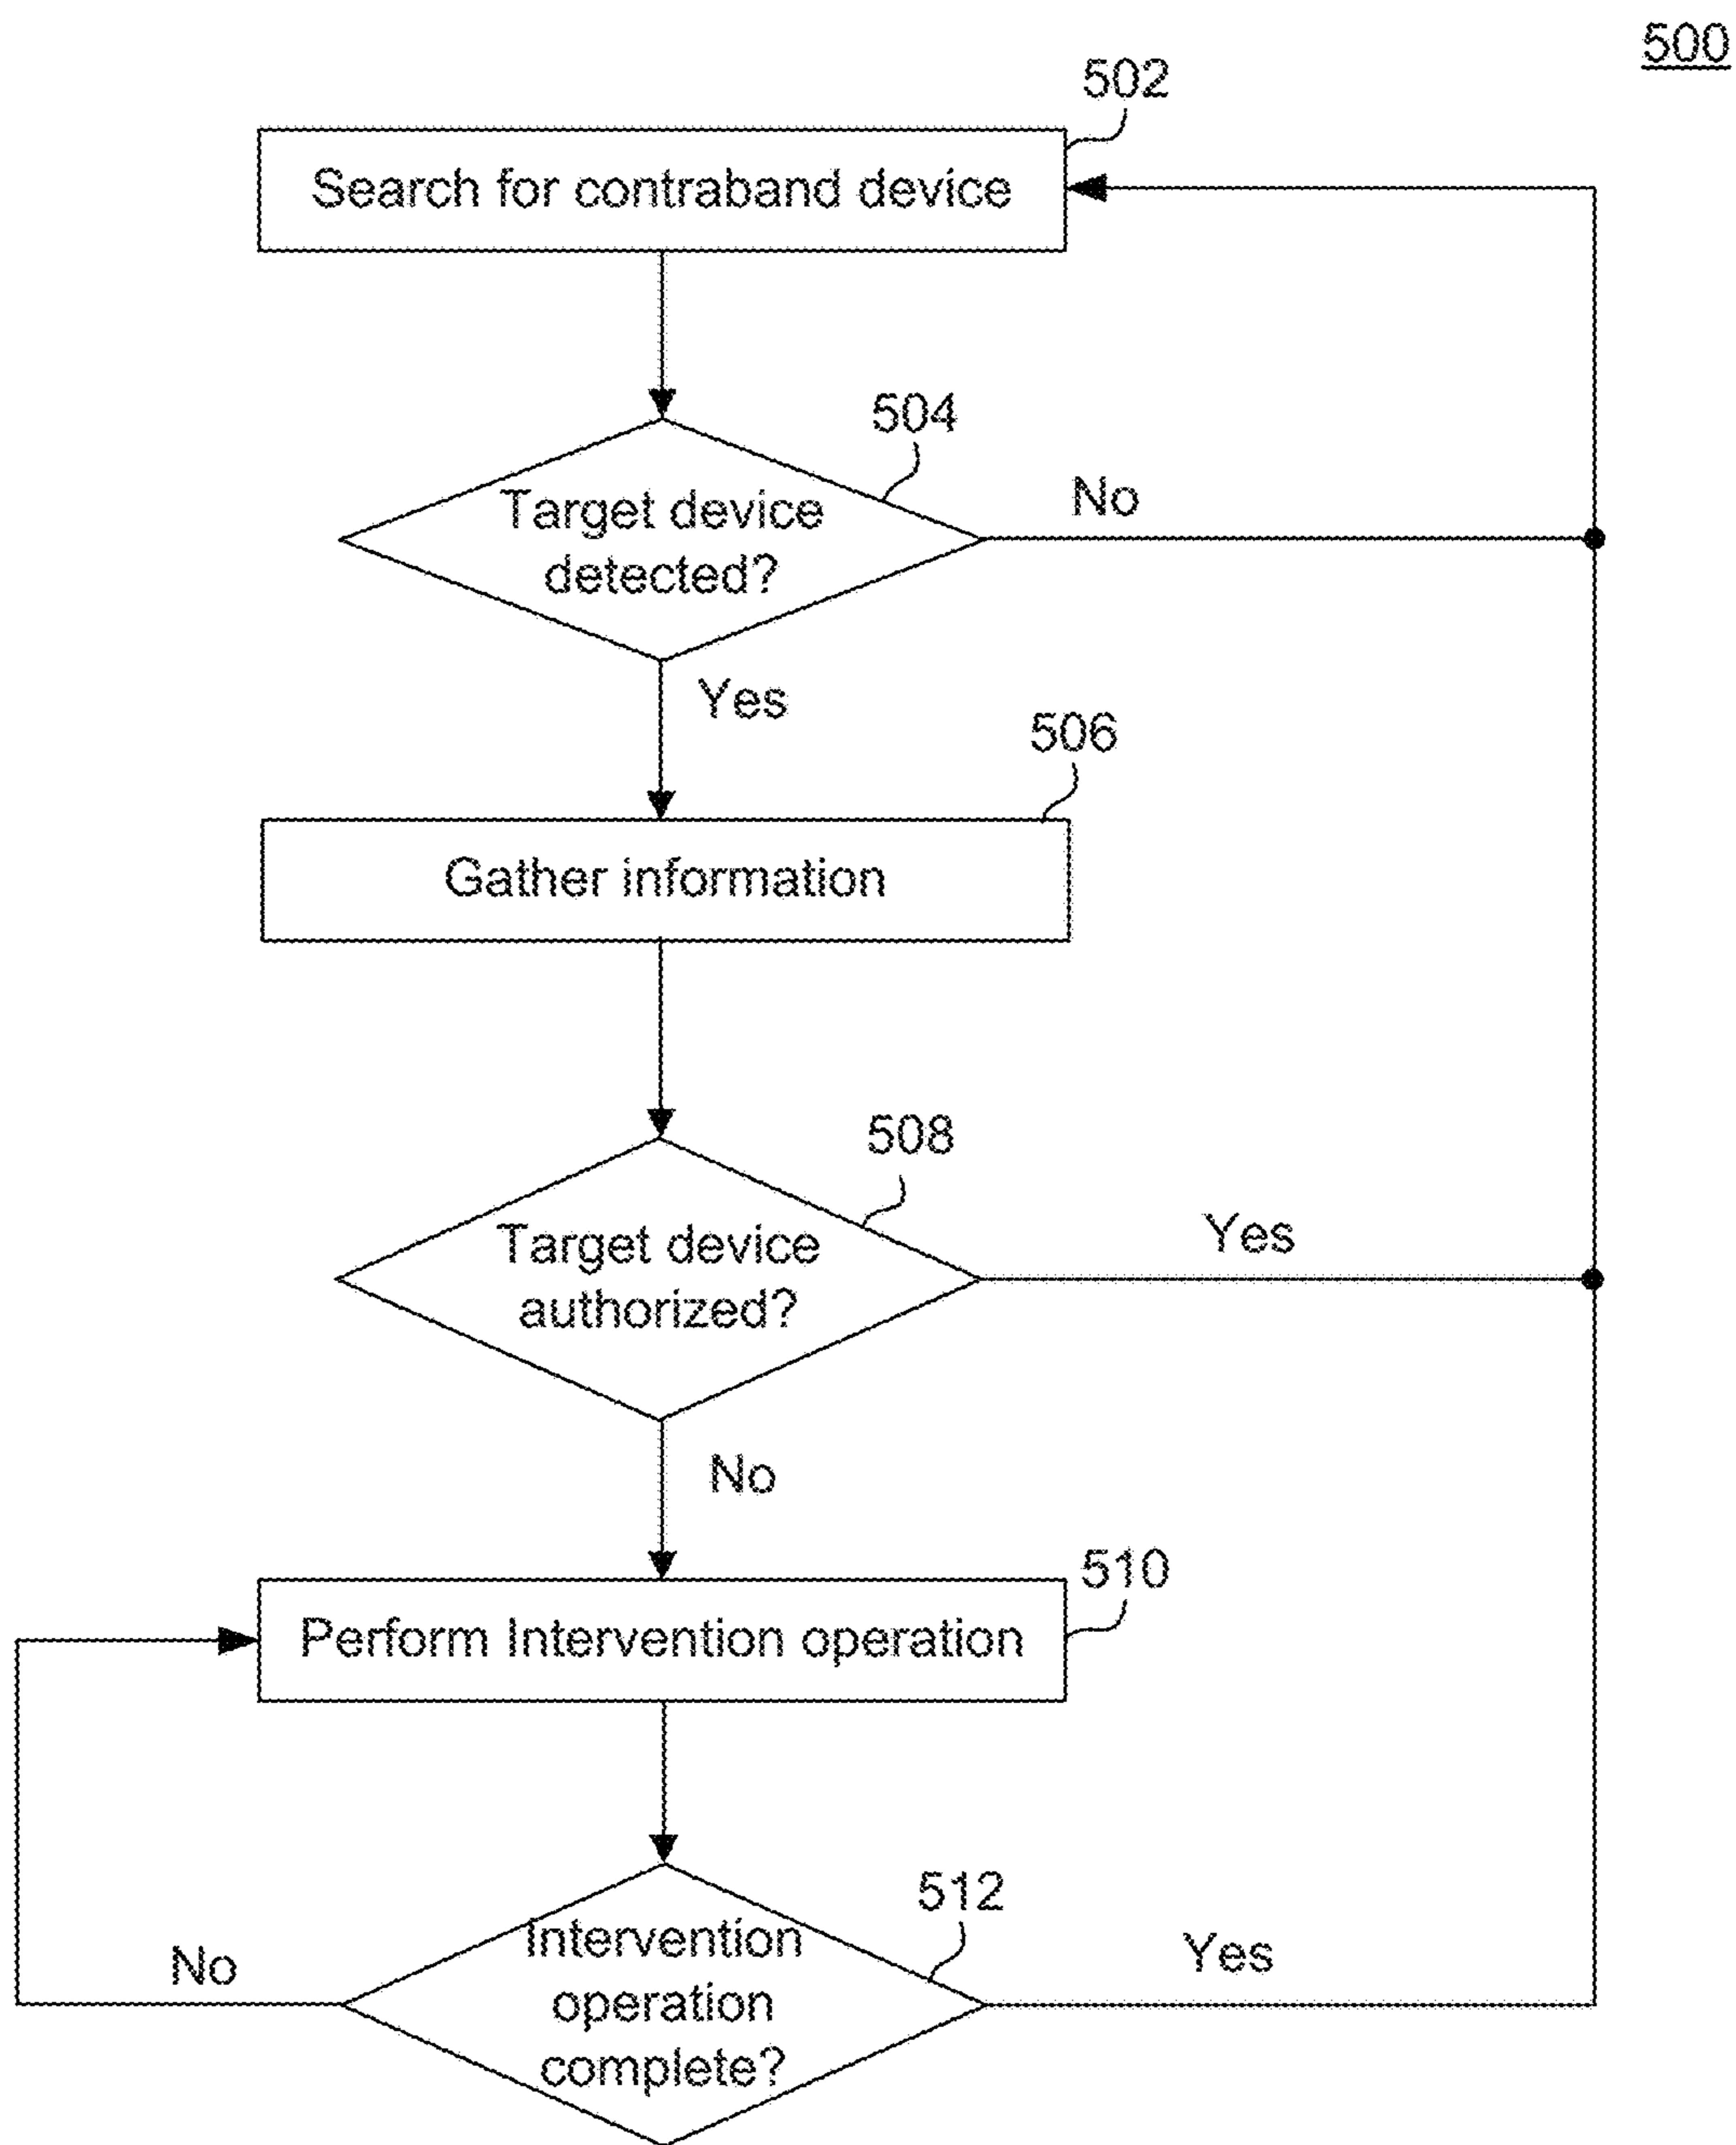 500
502
Search for contraband device
504
Target device
detected?
No
Yes
506
Gather information
508
Target device
authorized?
Yes
No
510
Perform Intervention operation
512
Intervention
operation
complete?
No
Yes